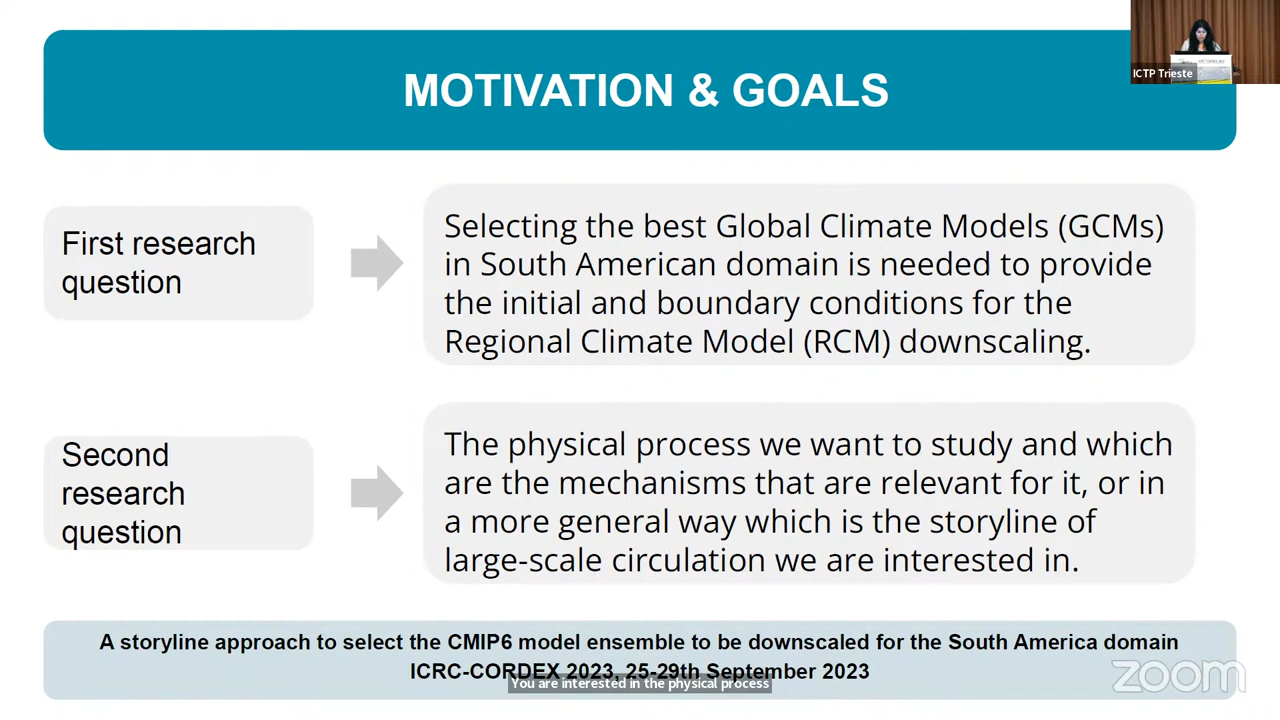 MOTIVATION & GOALS
ICTP Trieste
First research
question
Selecting the best Global Climate Models (GCMs)
in South American domain is needed to provide
the initial and boundary conditions for the
Regional Climate Model (RCM) downscaling.
Second
research
question
The physical process we want to study and which
are the mechanisms that are relevant for it, or in
a more general way which is the storyline of
large-scale circulation we are interested in.
A storyline approach to select the CMIP6 model ensemble to be downscaled for the South America domain
ICRC-CORDEX 2023, 25-29th September 2023
You are interested in the physical process
zoom